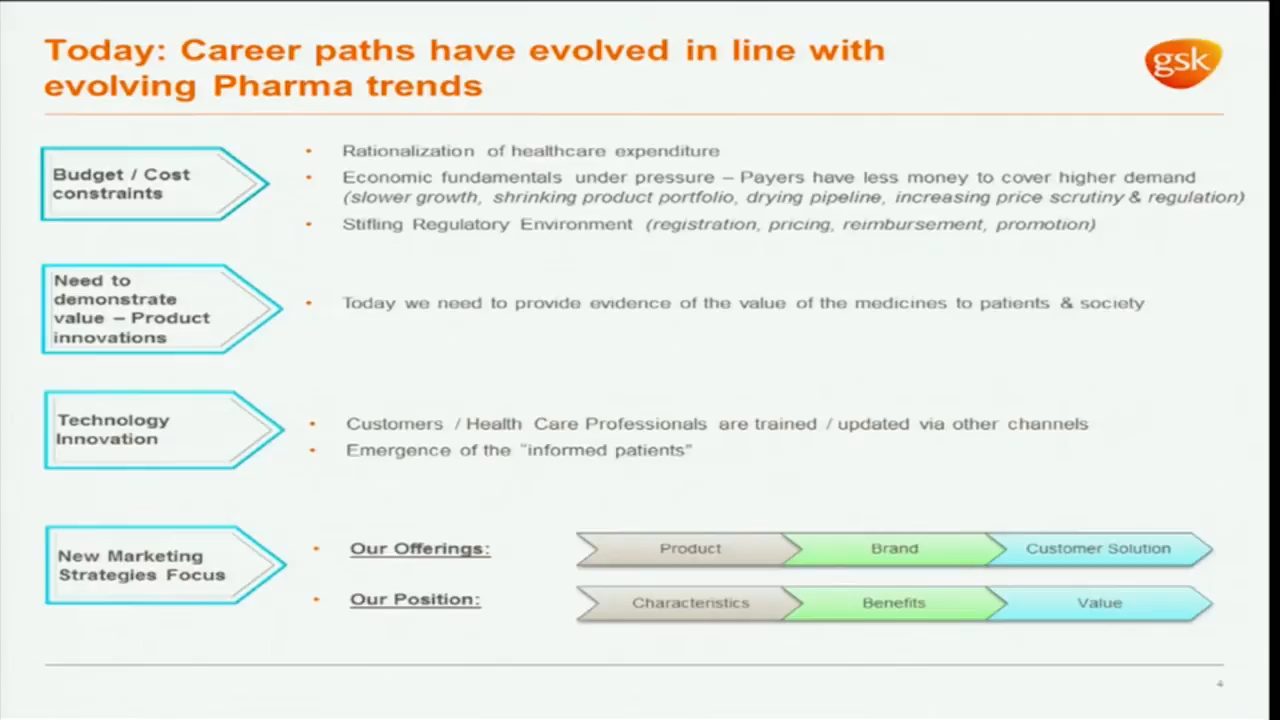 Today: Career paths have evolved in line with
evolving Pharma trends
gsk
Budget / Cost
constraints
• Rationalization of healthcare expenditure
• Economic fundamentals under pressure – Payers have less money to cover higher demand
(slower growth, shrinking product portfolio, drying pipeline, increasing price scrutiny & regulation)
• Stifling Regulatory Environment (registration, pricing, reimbursement, promotion)
Need to
demonstrate
value – Product
innovations
• Today we need to provide evidence of the value of the medicines to patients & society
Technology
Innovation
• Customers / Health Care Professionals are trained / updated via other channels
• Emergence of the “informed patients”
New Marketing
Strategies Focus
• Our Offerings:
Product
Brand
Customer Solution
• Our Position:
Characteristics
Benefits
Value
4